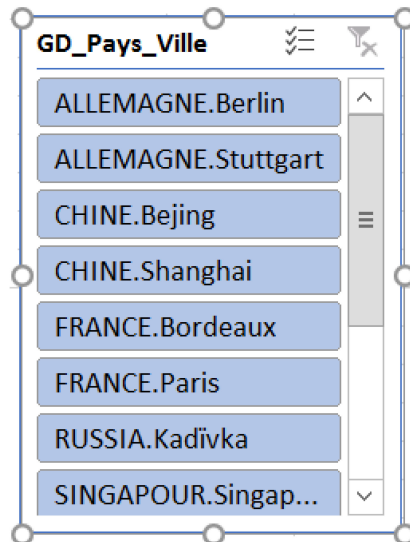 GD_Pays_Ville
ALLEMAGNE.Berlin
ALLEMAGNE.Stuttgart
CHINE.Bejing
CHINE.Shanghai
FRANCE.Bordeaux
FRANCE.Paris
RUSSIA.Kadïvka
SINGAPOUR.Singap...